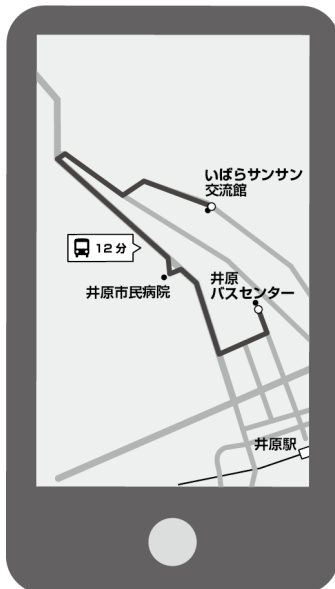 いばらサンサン
交流館
12分
井原市民病院
井原
バスセンター
井原駅